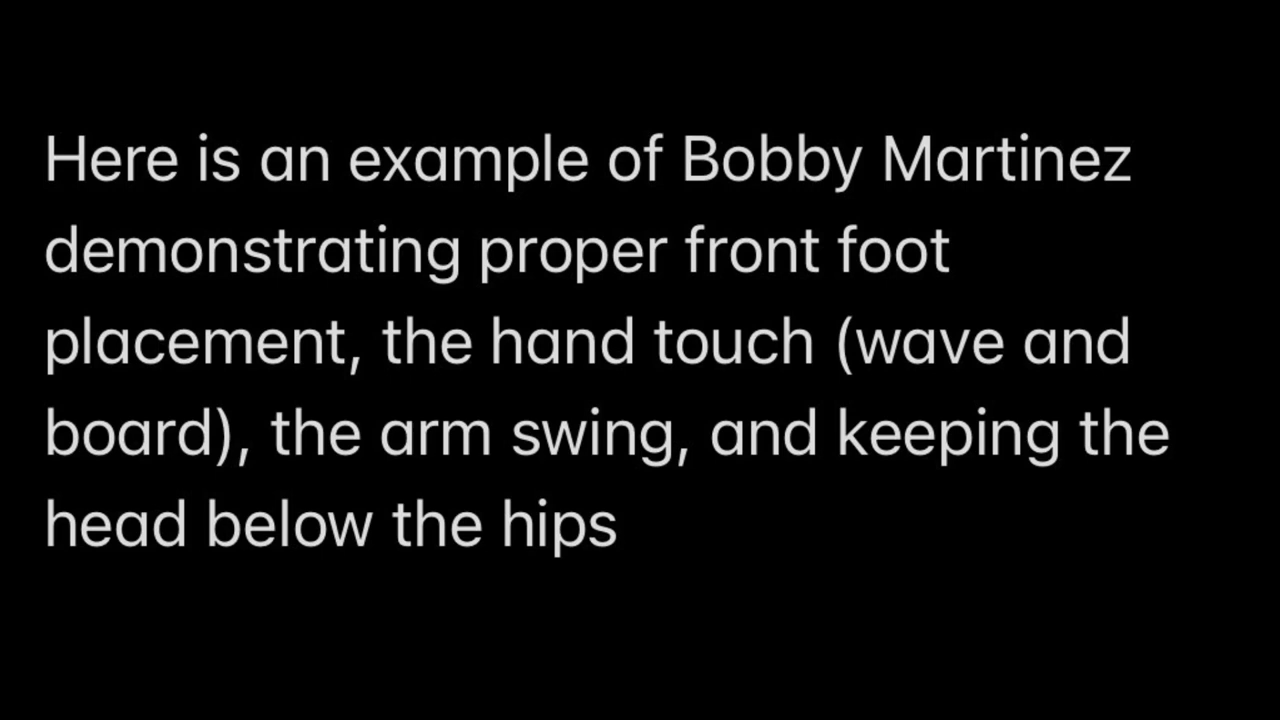 Here is an example of Bobby Martinez
demonstrating proper front foot
placement, the hand touch (wave and
board), the arm swing, and keeping the
head below the hips